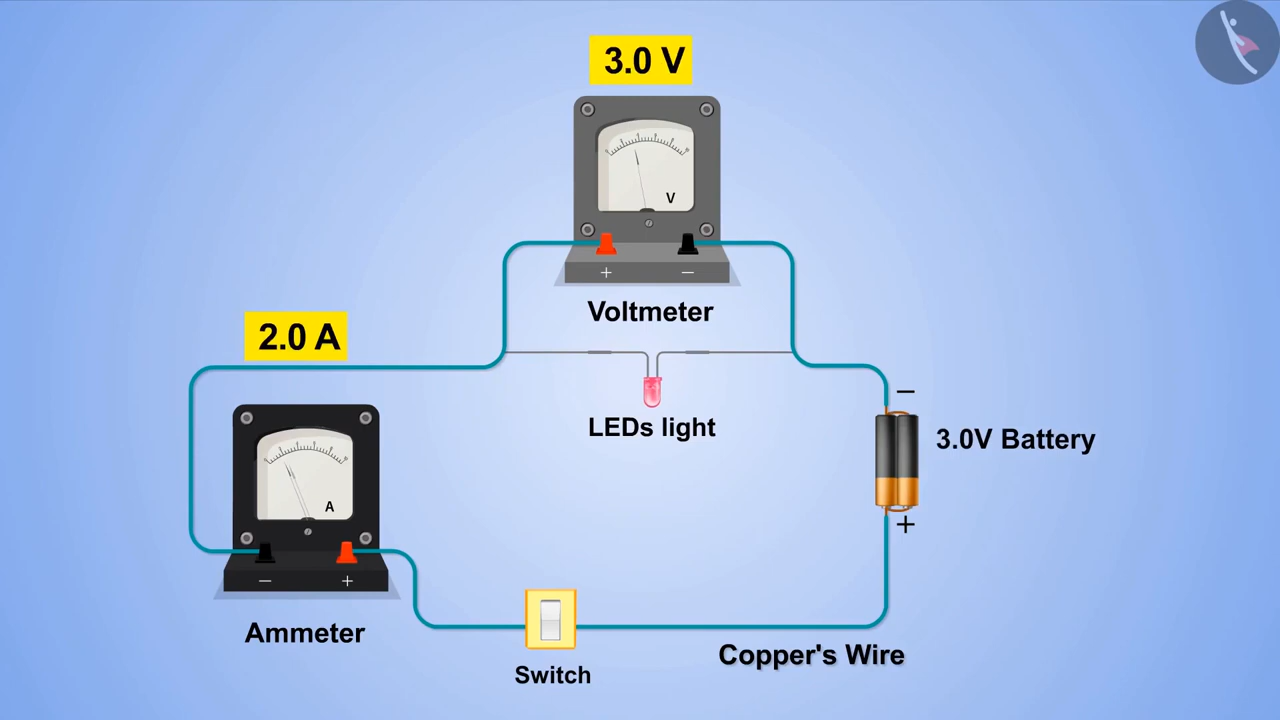 3.0 V
V
+ −
Voltmeter
2.0 A
LEDs light
−
3.0V Battery
+
A
− +
Ammeter
Switch
Copper's Wire